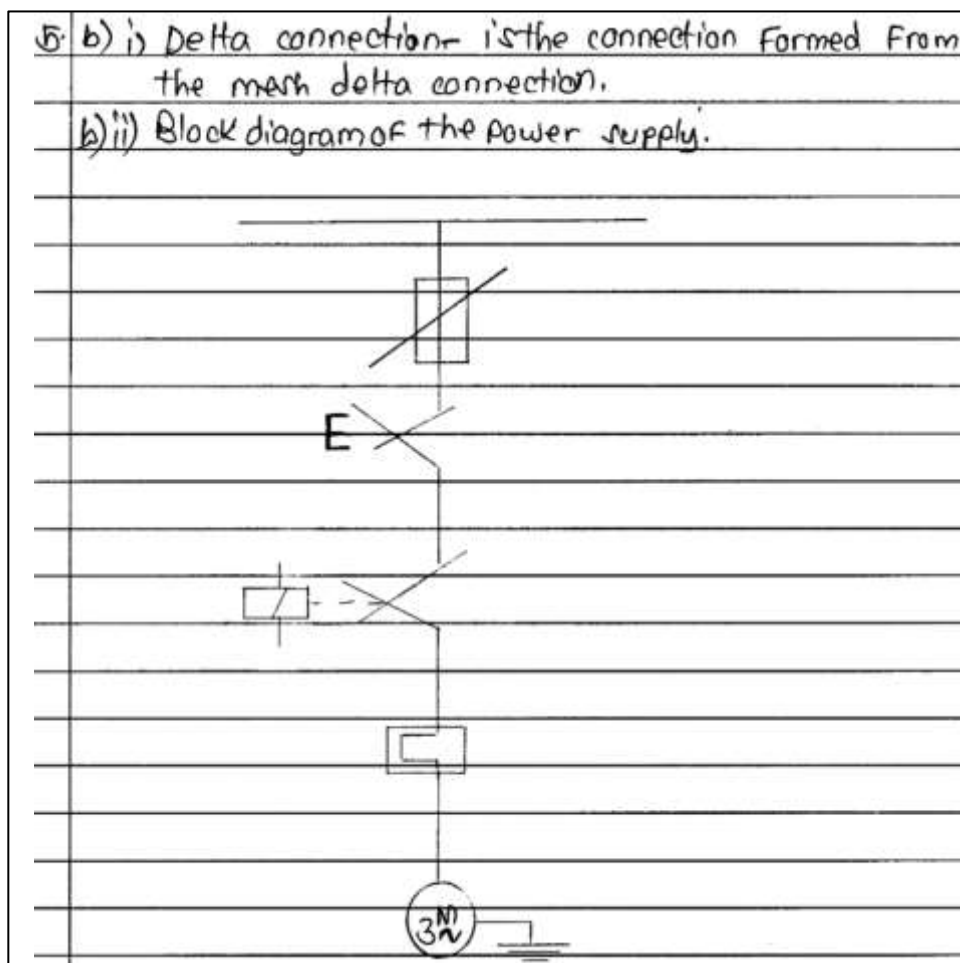 5. b) i) Delta connection- is the connection Formed From
the mesh delta connection.
b) ii) Block diagram of the power supply.
E
M
3~